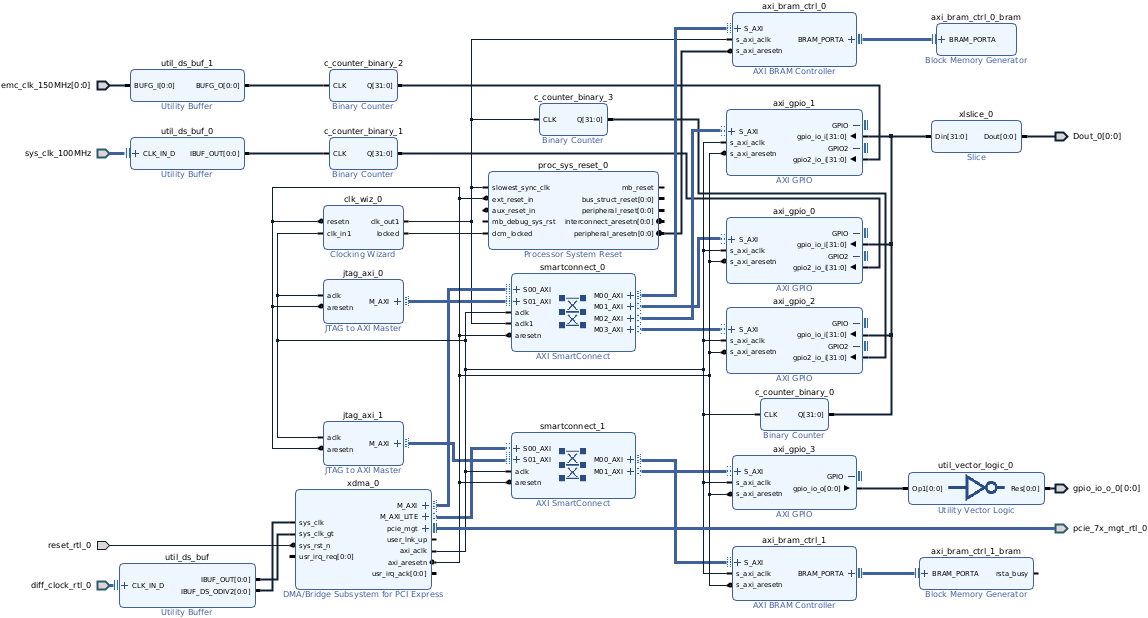 axi_bram_ctrl_0
S_AXI
s_axi_aclk
s_axi_aresetn
BRAM_PORTA
AXI BRAM Controller
axi_bram_ctrl_0_bram
BRAM_PORTA
Block Memory Generator
emc_clk_150MHz[0:0]
util_ds_buf_1
BUFG_I[0:0] BUFG_O[0:0]
Utility Buffer
c_counter_binary_2
CLK Q[31:0]
Binary Counter
c_counter_binary_3
CLK Q[31:0]
Binary Counter
axi_gpio_1
S_AXI
s_axi_aclk
s_axi_aresetn
GPIO
gpio_io_i[31:0]
GPIO2
gpio2_io_i[31:0]
AXI GPIO
xlslice_0
Din[31:0] Dout[0:0]
Slice
Dout_0[0:0]
sys_clk_100MHz
util_ds_buf_0
CLK_IN_D IBUF_OUT[0:0]
Utility Buffer
c_counter_binary_1
CLK Q[31:0]
Binary Counter
proc_sys_reset_0
slowest_sync_clk
ext_reset_in
aux_reset_in
mb_debug_sys_rst
dcm_locked
mb_reset
bus_struct_reset[0:0]
peripheral_reset[0:0]
interconnect_aresetn[0:0]
peripheral_aresetn[0:0]
Processor System Reset
clk_wiz_0
resetn
clk_in1
clk_out1
locked
Clocking Wizard
axi_gpio_0
S_AXI
s_axi_aclk
s_axi_aresetn
GPIO
gpio_io_i[31:0]
GPIO2
gpio2_io_i[31:0]
AXI GPIO
jtag_axi_0
aclk
aresetn
M_AXI
JTAG to AXI Master
smartconnect_0
S00_AXI
S01_AXI
aclk
aclk1
aresetn
M00_AXI
M01_AXI
M02_AXI
M03_AXI
AXI SmartConnect
axi_gpio_2
S_AXI
s_axi_aclk
s_axi_aresetn
GPIO
gpio_io_i[31:0]
GPIO2
gpio2_io_i[31:0]
AXI GPIO
c_counter_binary_0
CLK Q[31:0]
Binary Counter
jtag_axi_1
aclk
aresetn
M_AXI
JTAG to AXI Master
smartconnect_1
S00_AXI
S01_AXI
aclk
aresetn
M00_AXI
M01_AXI
AXI SmartConnect
axi_gpio_3
S_AXI
s_axi_aclk
s_axi_aresetn
GPIO
gpio_io_o[0:0]
AXI GPIO
util_vector_logic_0
Op1[0:0] Res[0:0]
Utility Vector Logic
gpio_io_o_0[0:0]
xdma_0
sys_clk
sys_clk_gt
sys_rst_n
usr_irq_req[0:0]
M_AXI
M_AXI_LITE
pcie_mgt
user_lnk_up
axi_aclk
axi_aresetn
usr_irq_ack[0:0]
DMA/Bridge Subsystem for PCI Express
pcie_7x_mgt_rtl_0
reset_rtl_0
diff_clock_rtl_0
util_ds_buf
CLK_IN_D
IBUF_OUT[0:0]
IBUF_DS_ODIV2[0:0]
Utility Buffer
axi_bram_ctrl_1
S_AXI
s_axi_aclk
s_axi_aresetn
BRAM_PORTA
AXI BRAM Controller
axi_bram_ctrl_1_bram
BRAM_PORTA rsta_busy
Block Memory Generator